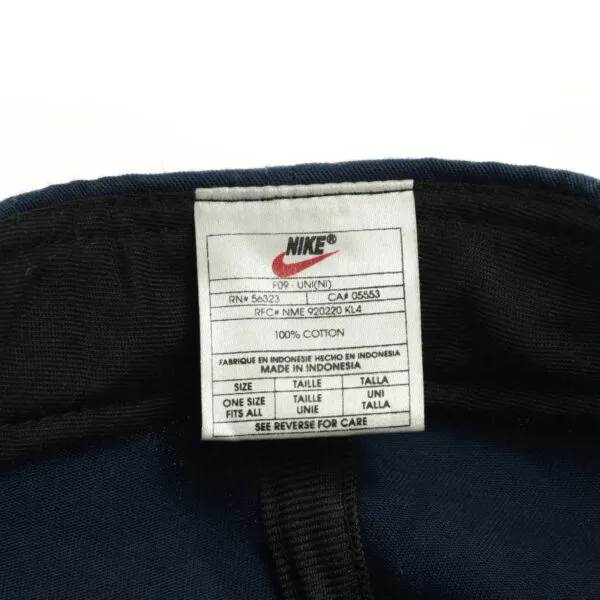 NIKE®
F09 - UNI(NI)
RN# 56323 CA# 05553
RFC# NME 920220 KL4
100% COTTON
FABRIQUE EN INDONESIE HECHO EN INDONESIA
MADE IN INDONESIA
SIZE TAILLE TALLA
ONE SIZE FITS ALL TAILLE UNIE UNI TALLA
SEE REVERSE FOR CARE